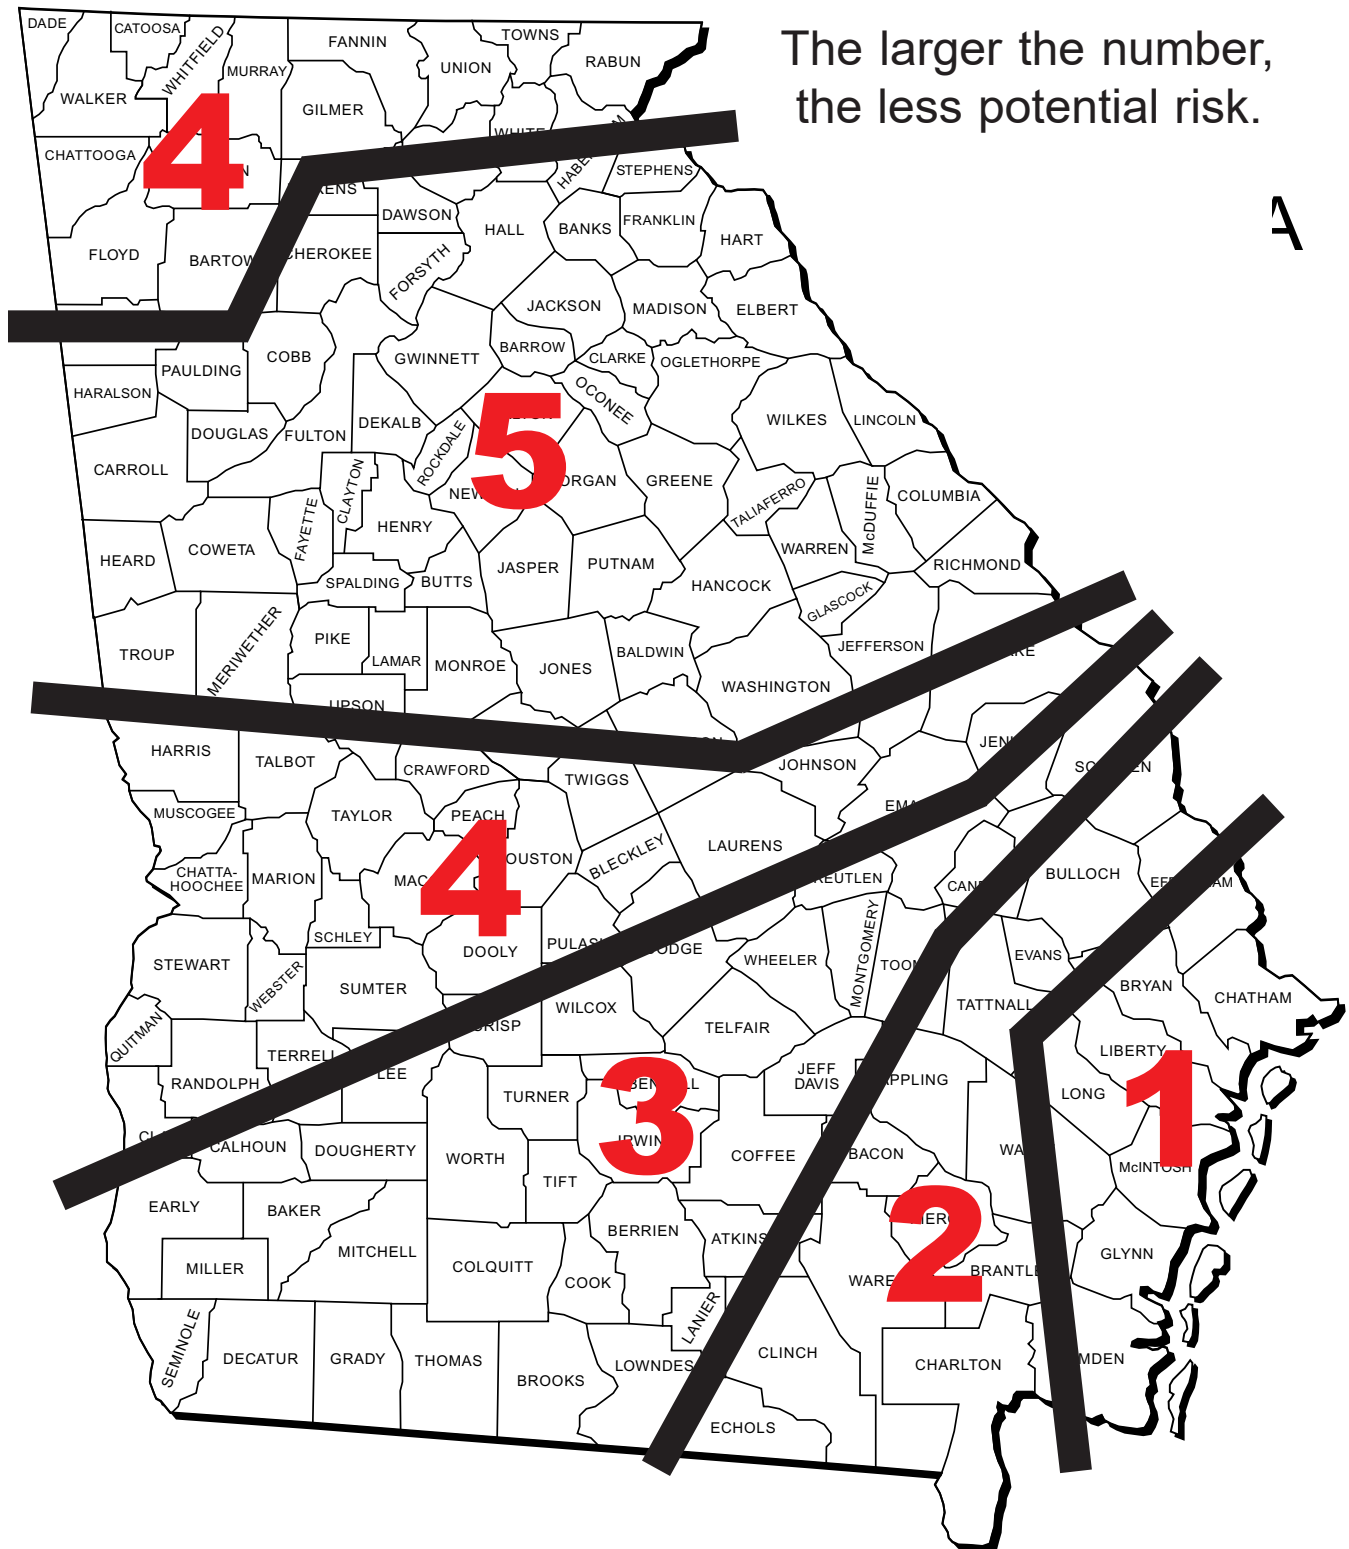 The larger the number,
the less potential risk.
A
DADE
CATOOSA
WHITFIELD
MURRAY
FANNIN
UNION
TOWNS
RABUN
WALKER
GILMER
WHITE
CHATTOOGA
4
STEPHENS
DAWSON
HALL
BANKS
FRANKLIN
HART
FLOYD
BARTOW
CHEROKEE
FORSYTH
JACKSON
MADISON
ELBERT
COBB
GWINNETT
BARROW
CLARKE
OGLETHORPE
PAULDING
HARALSON
OCONEE
DOUGLAS
FULTON
DEKALB
ROCKDALE
5
WILKES
LINCOLN
CARROLL
CLAYTON
GREENE
TALIAFERRO
McDUFFIE
COLUMBIA
FAYETTE
HENRY
HEARD
COWETA
WARREN
RICHMOND
SPALDING
BUTTS
JASPER
PUTNAM
HANCOCK
GLASCOCK
TROUP
MERIWETHER
PIKE
LAMAR
MONROE
JONES
BALDWIN
JEFFERSON
WASHINGTON
UPSON
HARRIS
TALBOT
CRAWFORD
TWIGGS
JOHNSON
MUSCOGEE
TAYLOR
PEACH
LAURENS
BLECKLEY
4
CHATTA-
HOOCHEE
MARION
BULLOCH
SCHLEY
DOOLY
MONTGOMERY
STEWART
WEBSTER
SUMTER
WHEELER
EVANS
TATTNALL
BRYAN
CHATHAM
WILCOX
TELFAIR
QUITMAN
TERRELL
LEE
RANDOLPH
TURNER
3
IRWIN
JEFF
DAVIS
LIBERTY
LONG
1
McINTOSH
CALHOUN
DOUGHERTY
WORTH
TIFT
COFFEE
BACON
EARLY
BAKER
BERRIEN
2
MILLER
MITCHELL
COLQUITT
COOK
WARE
GLYNN
LANIER
SEMINOLE
DECATUR
GRADY
THOMAS
BROOKS
LOWNDES
CLINCH
CHARLTON
ECHOLS